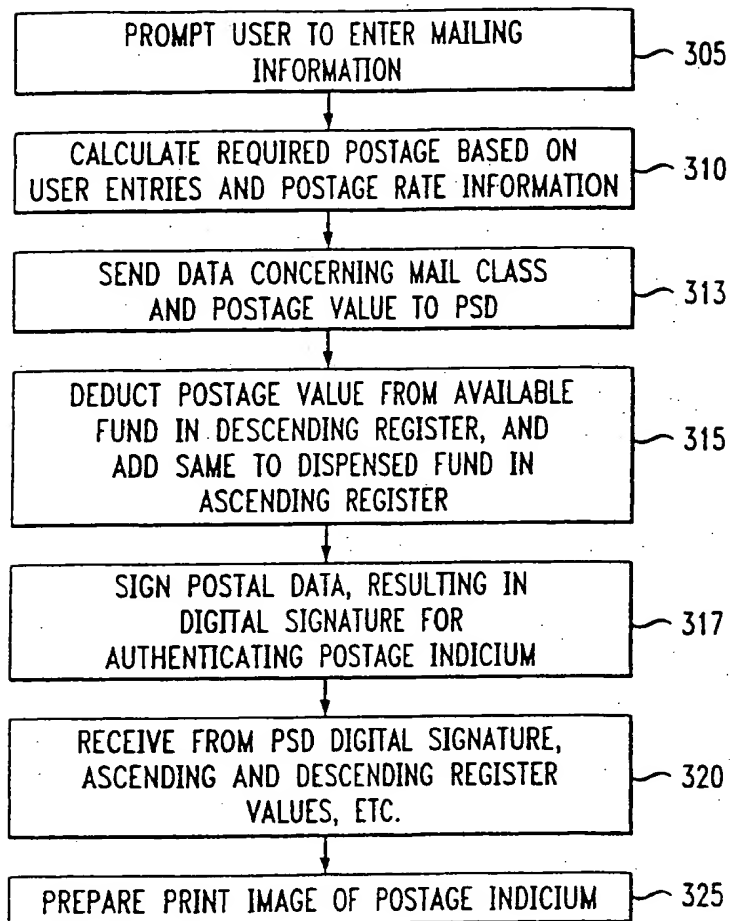 PROMPT USER TO ENTER MAILING
INFORMATION
305
CALCULATE REQUIRED POSTAGE BASED ON
USER ENTRIES AND POSTAGE RATE INFORMATION
310
SEND DATA CONCERNING MAIL CLASS
AND POSTAGE VALUE TO PSD
313
DEDUCT POSTAGE VALUE FROM AVAILABLE
FUND IN DESCENDING REGISTER, AND
ADD SAME TO DISPENSED FUND IN
ASCENDING REGISTER
315
SIGN POSTAL DATA, RESULTING IN
DIGITAL SIGNATURE FOR
AUTHENTICATING POSTAGE INDICIUM
317
RECEIVE FROM PSD DIGITAL SIGNATURE,
ASCENDING AND DESCENDING REGISTER
VALUES, ETC.
320
PREPARE PRINT IMAGE OF POSTAGE INDICIUM
325